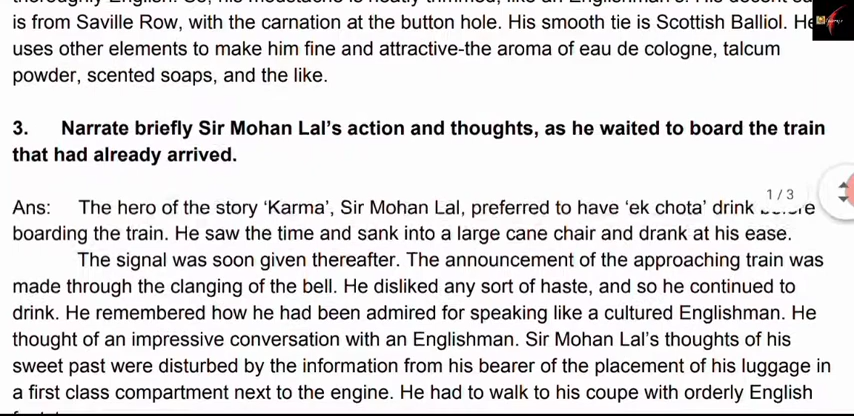 is from Saville Row, with the carnation at the button hole. His smooth tie is Scottish Balliol. He
uses other elements to make him fine and attractive-the aroma of eau de cologne, talcum
powder, scented soaps, and the like.
3. Narrate briefly Sir Mohan Lal’s action and thoughts, as he waited to board the train
that had already arrived.
1 / 3
Ans: The hero of the story ‘Karma’, Sir Mohan Lal, preferred to have ‘ek chota’ drink
boarding the train. He saw the time and sank into a large cane chair and drank at his ease.
The signal was soon given thereafter. The announcement of the approaching train was
made through the clanging of the bell. He disliked any sort of haste, and so he continued to
drink. He remembered how he had been admired for speaking like a cultured Englishman. He
thought of an impressive conversation with an Englishman. Sir Mohan Lal’s thoughts of his
sweet past were disturbed by the information from his bearer of the placement of his luggage in
a first class compartment next to the engine. He had to walk to his coupe with orderly English